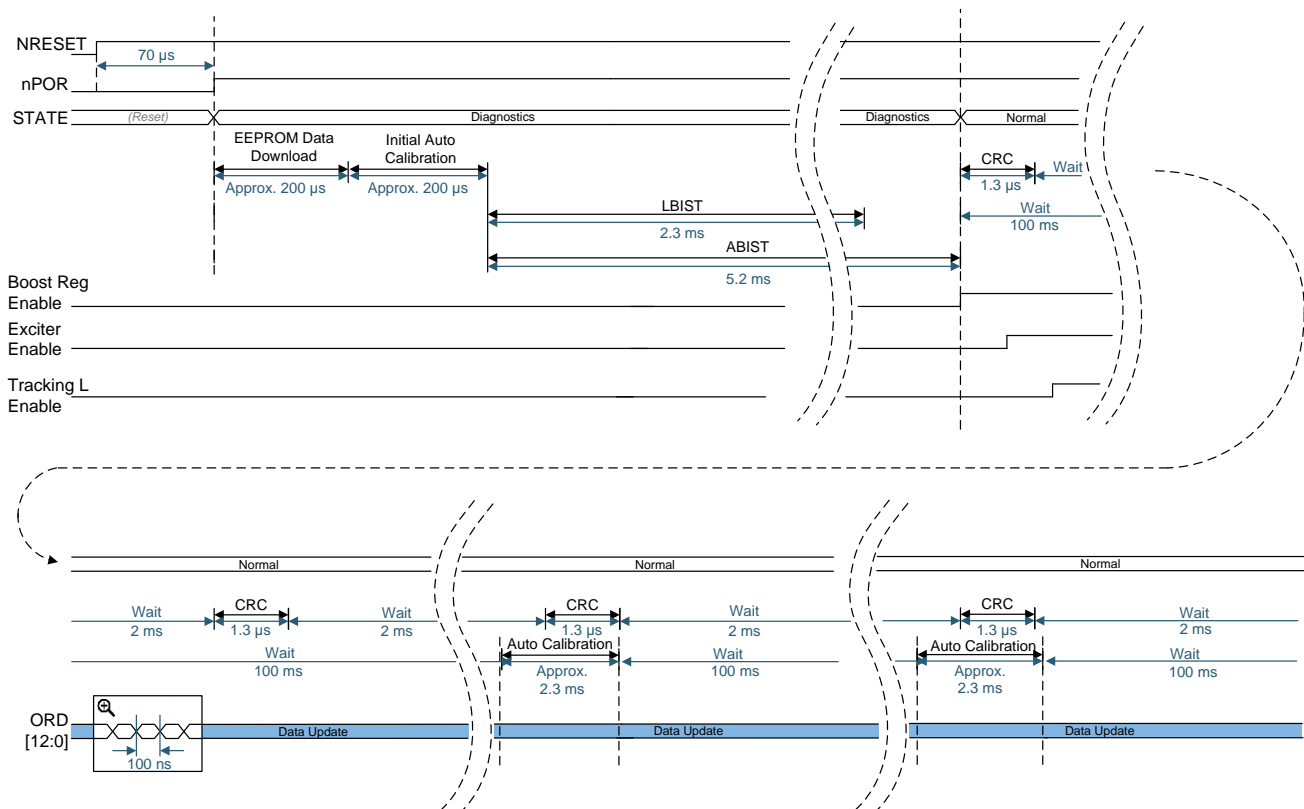 NRESET
70 µs
nPOR
STATE
(Reset)
Diagnostics
Diagnostics
Normal
EEPROM Data
Download
Approx. 200 µs
Initial Auto
Calibration
Approx. 200 µs
CRC
1.3 µs
Wait
LBIST
2.3 ms
Wait
100 ms
ABIST
5.2 ms
Boost Reg
Enable
Exciter
Enable
Tracking L
Enable
Normal
Normal
Normal
Wait
2 ms
CRC
1.3 µs
Wait
2 ms
CRC
1.3 µs
Wait
2 ms
CRC
1.3 µs
Wait
2 ms
Wait
100 ms
Auto Calibration
Approx.
2.3 ms
Wait
100 ms
Auto Calibration
Approx.
2.3 ms
Wait
100 ms
ORD
[12:0]
100 ns
Data Update
Data Update
Data Update